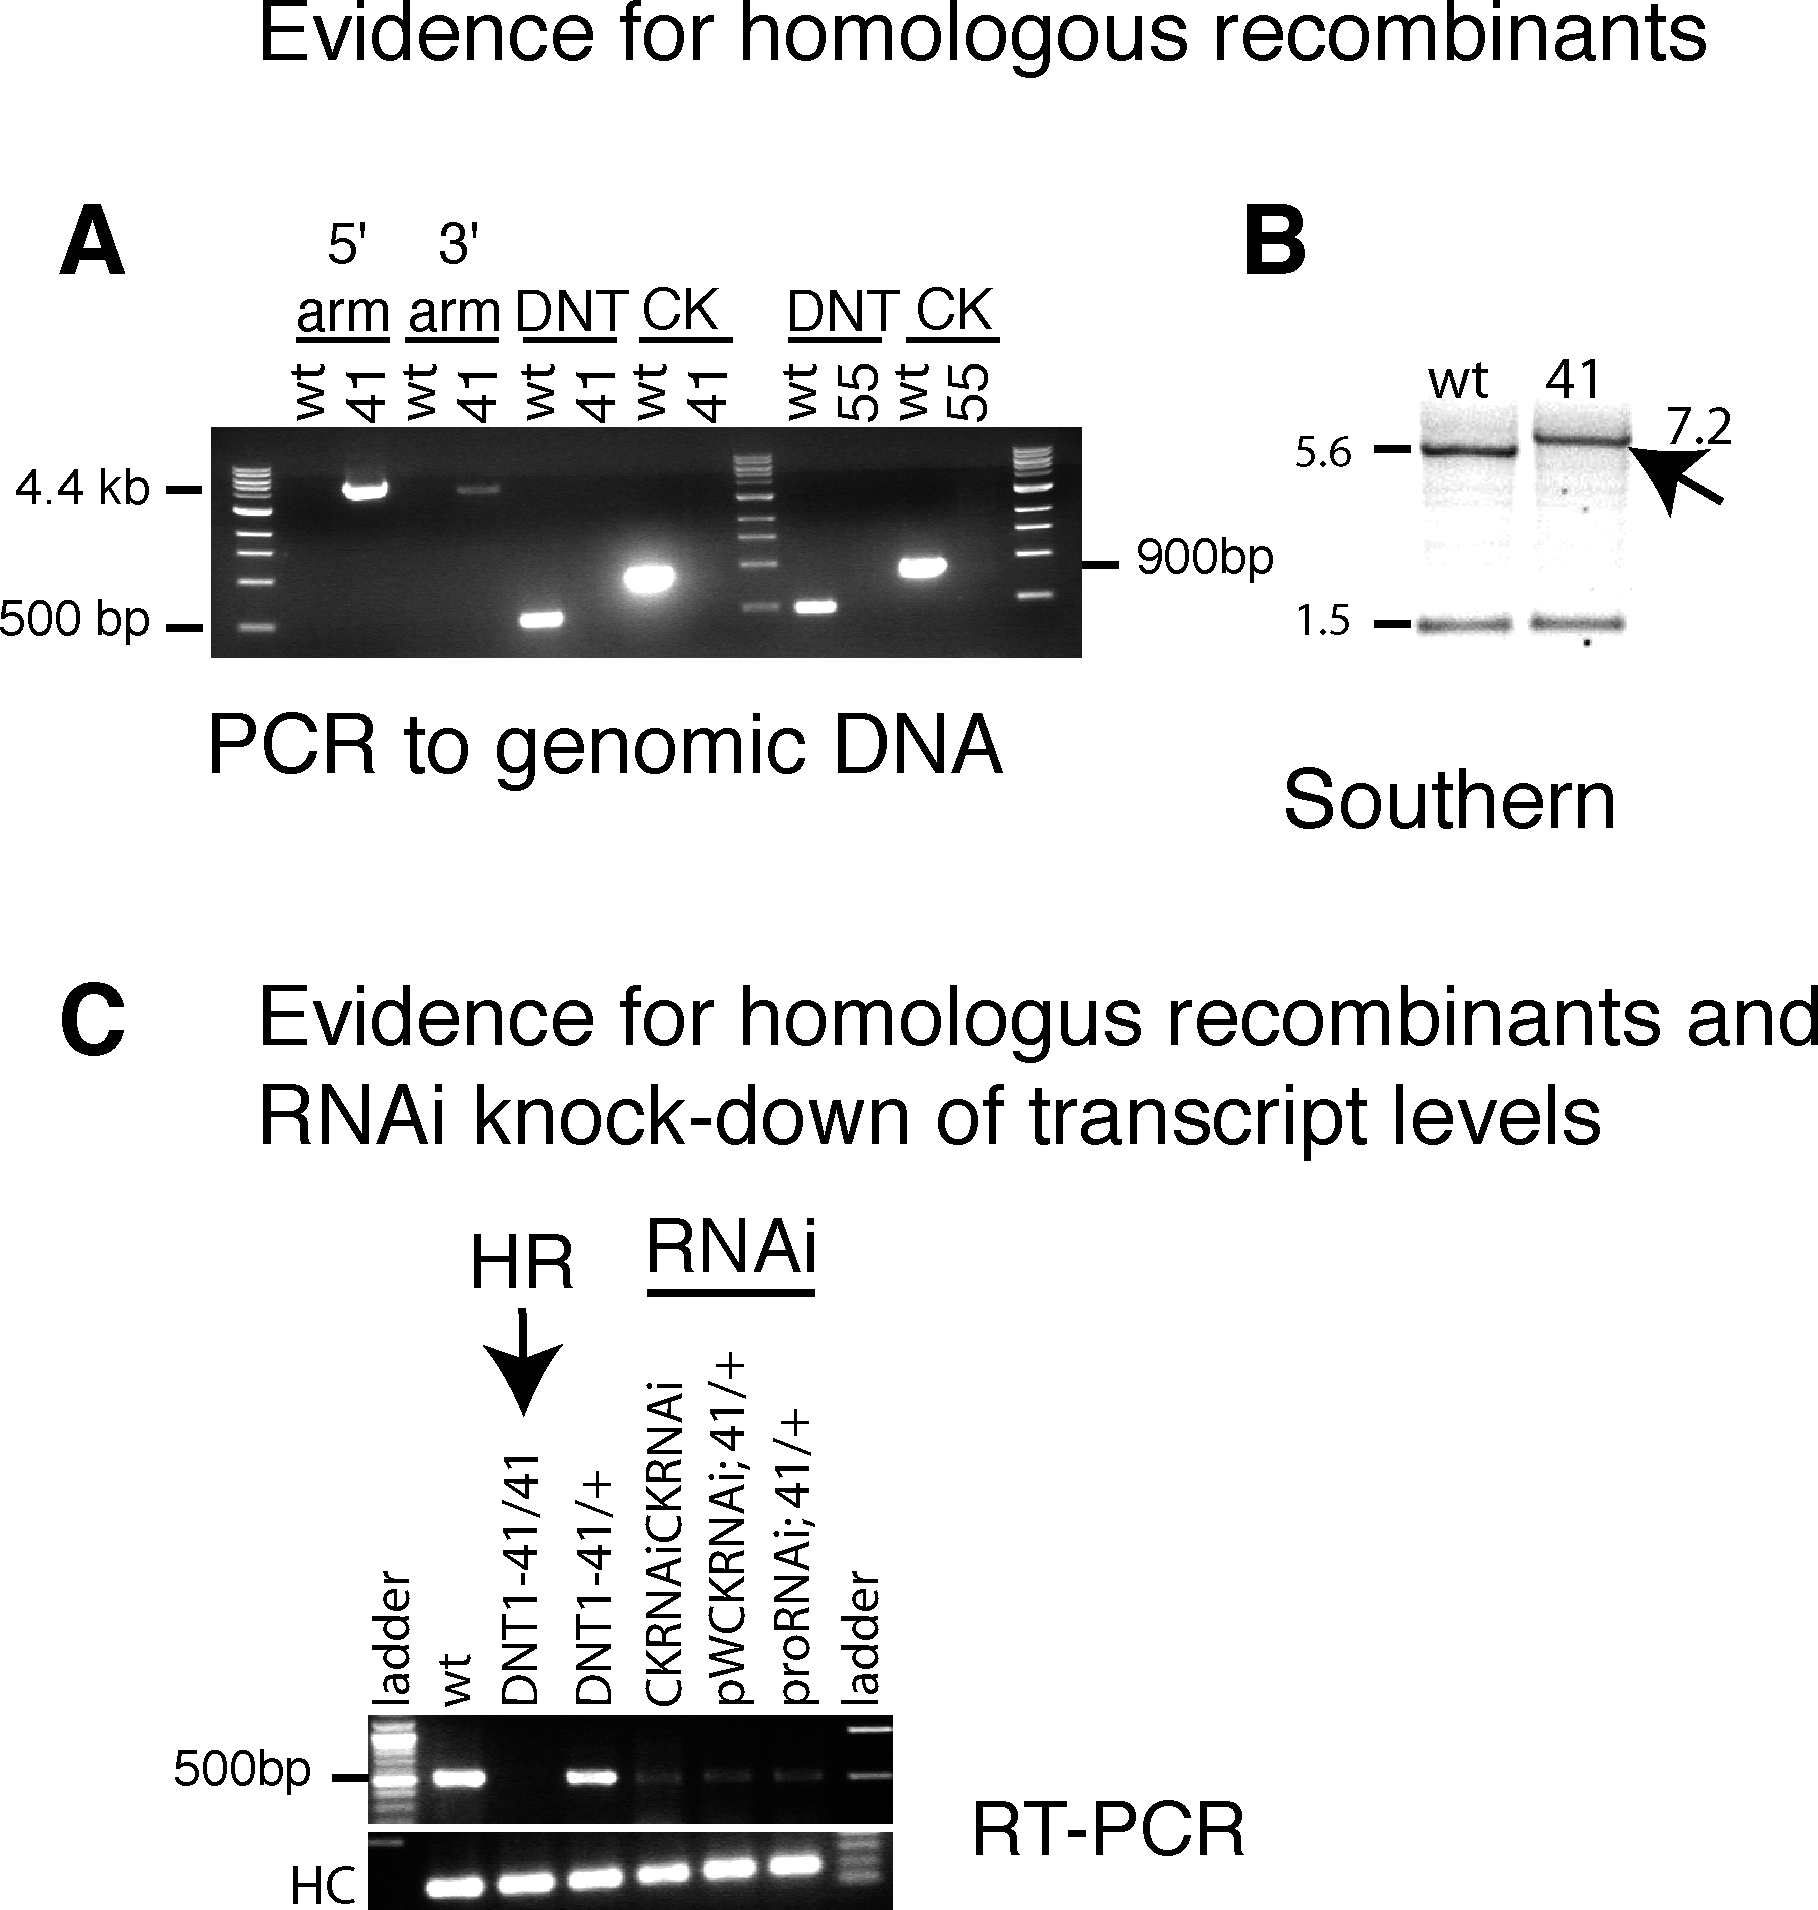 Evidence for homologous recombinants
A
5' 3'
arm arm DNT CK DNT CK
wt 41 wt 41 wt 41 wt 41 wt 55 wt 55
4.4 kb
500 bp
900bp
PCR to genomic DNA
B
wt 41
7.2
5.6
1.5
Southern
C
Evidence for homologus recombinants and
RNAi knock-down of transcript levels
HR
RNAi
ladder
wt
DNT1-41/41
DNT1-41/+
CKRNAiCKRNAi
pWCKRNAi; 41/+
proRNAi; 41/+
ladder
500bp
HC
RT-PCR